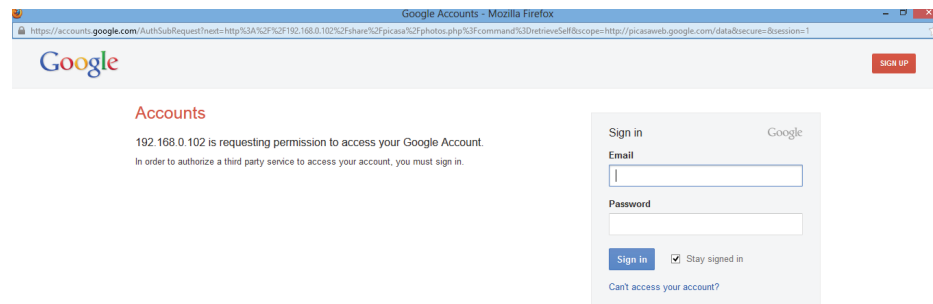 Google Accounts - Mozilla Firefox
https://accounts.google.com/AuthSubRequest?next=http%3A%2F%2F192.168.0.102%2Fshare%2Fpicasa%2Fphotos.php%3Fcommand%3DretrieveSelf&scope=http://picasaweb.google.com/data&secure=&session=1
Google
SIGN UP
Accounts
192.168.0.102 is requesting permission to access your Google Account.
In order to authorize a third party service to access your account, you must sign in.
Sign in Google
Email
Password
Sign in Stay signed in
Can't access your account?